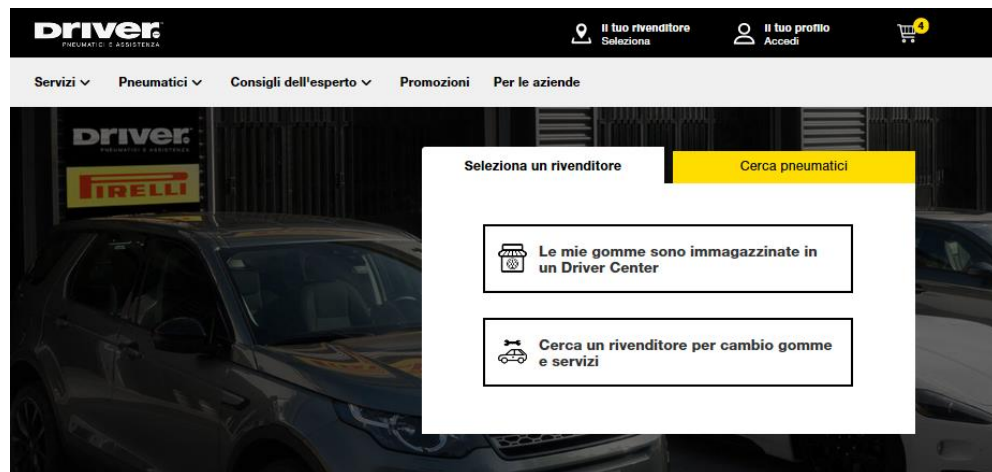 Driver
PNEUMATICI E ASSISTENZA
Il tuo rivenditore
Seleziona
Il tuo profilo
Accedi
4
Servizi
Pneumatici
Consigli dell'esperto
Promozioni
Per le aziende
Driver
PNEUMATICI E ASSISTENZA
PIRELLI
Seleziona un rivenditore
Cerca pneumatici
Le mie gomme sono immagazzinate in
un Driver Center
Cerca un rivenditore per cambio gomme
e servizi